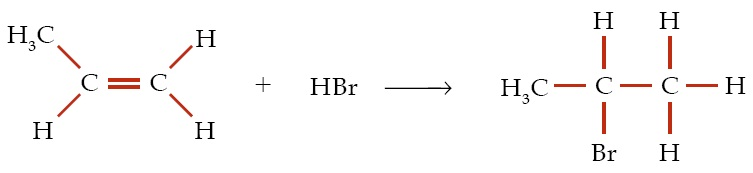 H H
H₃C H
C C + HBr ⟶ H₃C C C H
H H
Br H